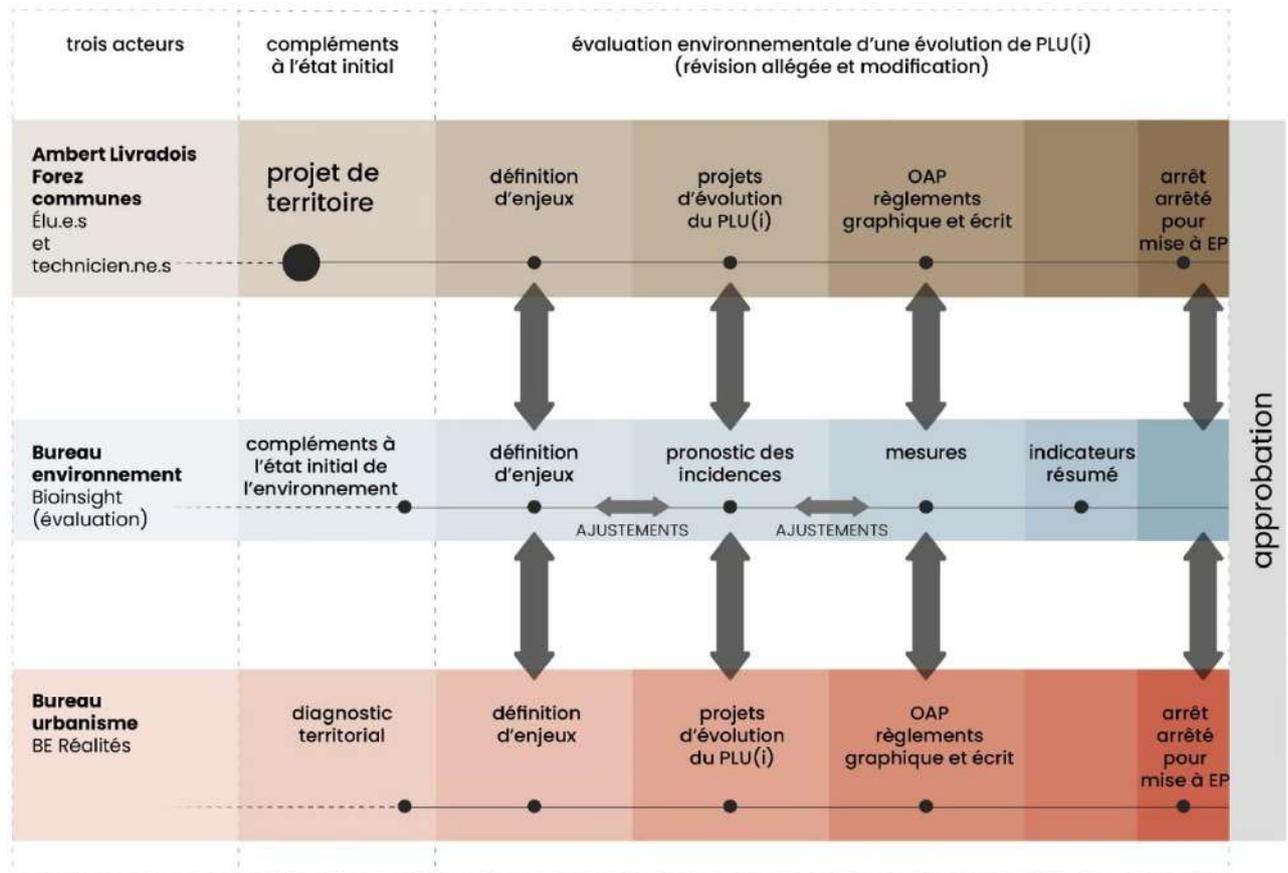 trois acteurs
compléments
à l'état initial
évaluation environnementale d'une évolution de PLU(i)
(révision allégée et modification)
Ambert Livradois
Forez
communes
Élu.e.s
et
technicien.ne.s
projet de
territoire
définition
d'enjeux
projets
d'évolution
du PLU(i)
OAP
règlements
graphique et écrit
arrêt
arrêté
pour
mise à EP
Bureau
environnement
Bioinsight
(évaluation)
compléments à
l'état initial de
l'environnement
définition
d'enjeux
AJUSTEMENTS
pronostic des
incidences
AJUSTEMENTS
mesures
indicateurs
résumé
Bureau
urbanisme
BE Réalités
diagnostic
territorial
définition
d'enjeux
projets
d'évolution
du PLU(i)
OAP
règlements
graphique et écrit
arrêt
arrêté
pour
mise à EP
approbation